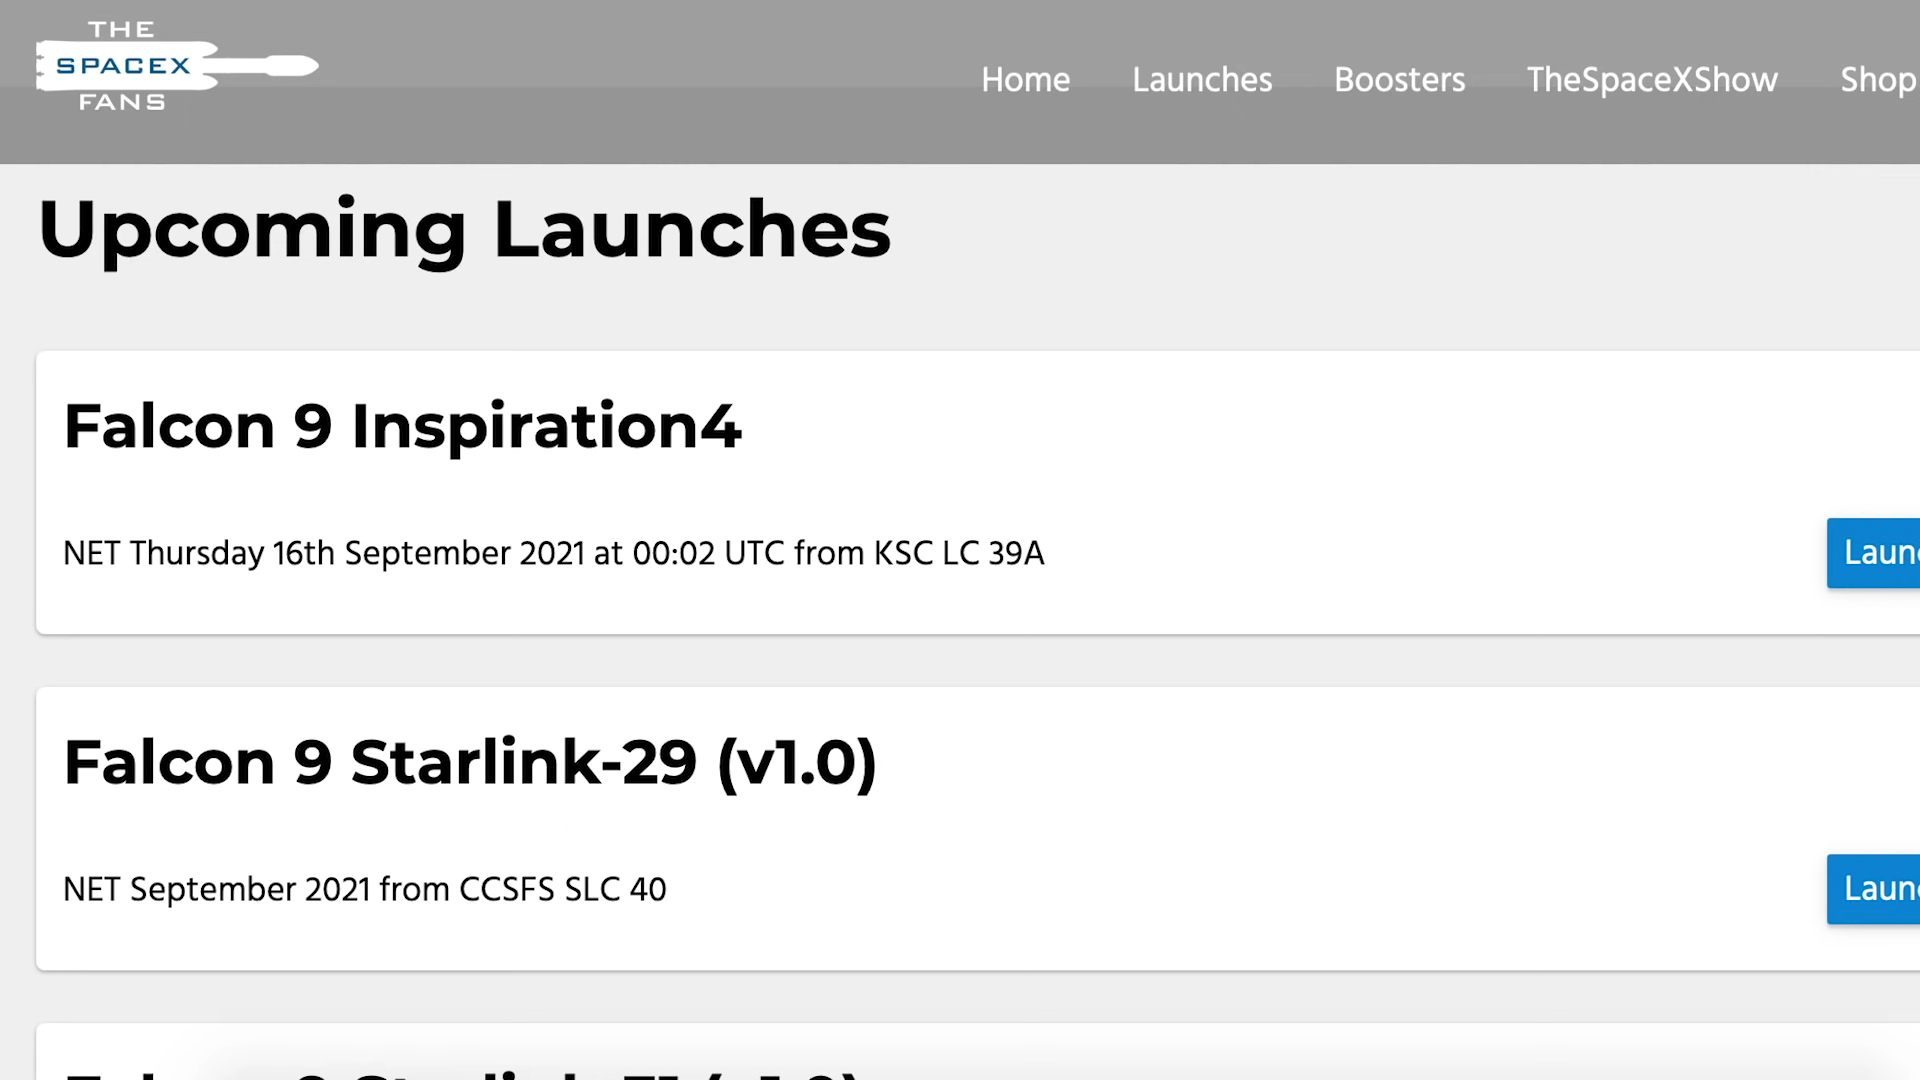 THE
SPACEX
FANS
Home Launches Boosters TheSpaceXShow Shop
Upcoming Launches
Falcon 9 Inspiration4
NET Thursday 16th September 2021 at 00:02 UTC from KSC LC 39A
Falcon 9 Starlink-29 (v1.0)
NET September 2021 from CCSFS SLC 40